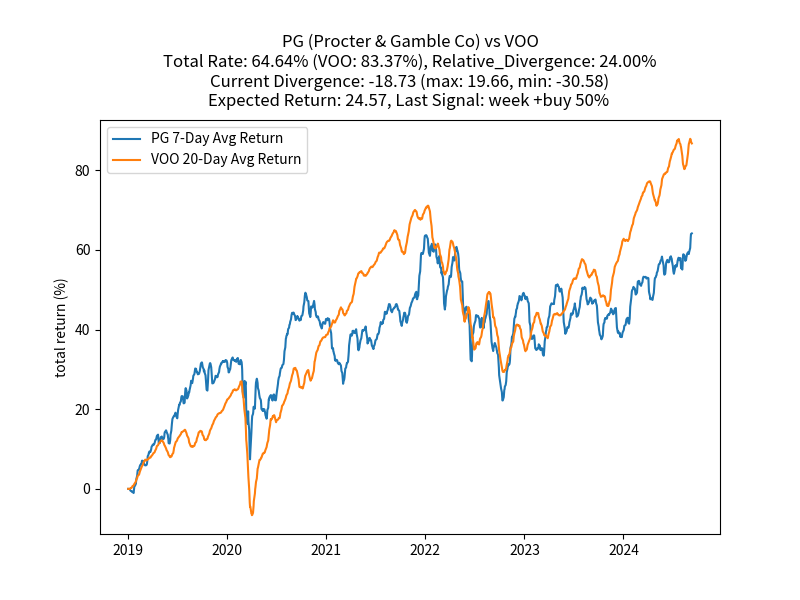 PG (Procter & Gamble Co) vs VOO
Total Rate: 64.64% (VOO: 83.37%), Relative_Divergence: 24.00%
Current Divergence: -18.73 (max: 19.66, min: -30.58)
Expected Return: 24.57, Last Signal: week +buy 50%
PG 7-Day Avg Return
VOO 20-Day Avg Return
total return (%)
80
60
40
20
0
2019 2020 2021 2022 2023 2024